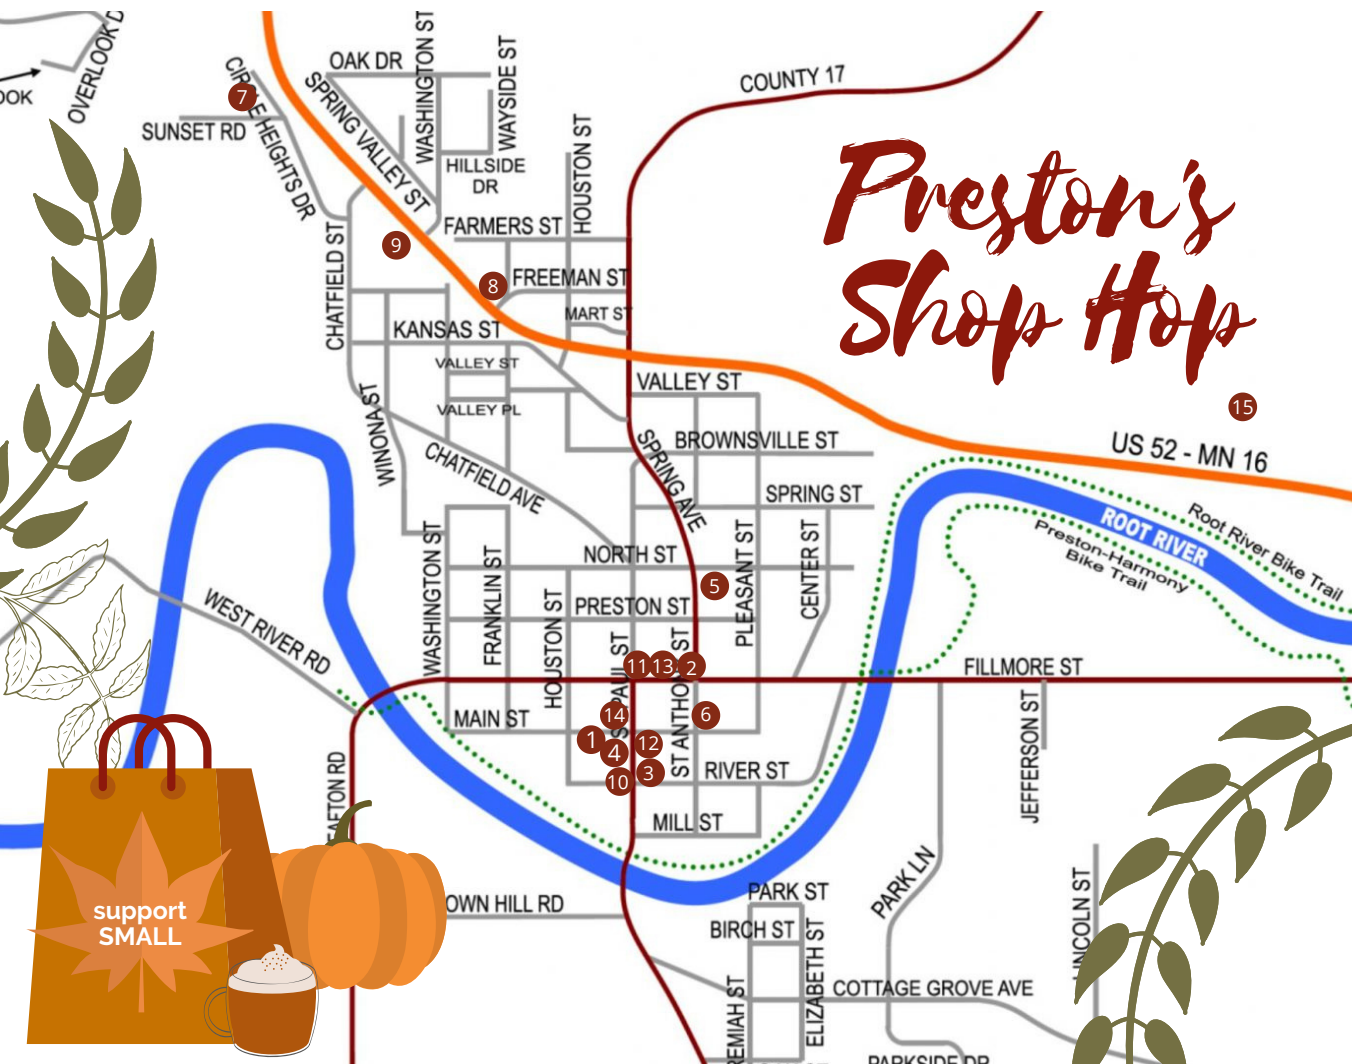 Preston's
Shop Hop
OAK DR
WASHINGTON ST
WAYSIDE ST
HOUSTON ST
COUNTY 17
OVERLOOK D
OOK
7
SUNSET RD
SPRING VALLEY ST
HILLSIDE
DR
HEIGHTS DR
FARMERS ST
9
CHATFIELD ST
8
FREEMAN ST
MART ST
KANSAS ST
VALLEY ST
VALLEY PL
VALLEY ST
WINONA ST
15
BROWNSVILLE ST
US 52 - MN 16
CHATFIELD AVE
SPRING AVE
SPRING ST
ROOT RIVER
Root River Bike Trail
Preston-Harmony
Bike Trail
WASHINGTON ST
FRANKLIN ST
NORTH ST
PLEASANT ST
CENTER ST
5
WEST RIVER RD
HOUSTON ST
PRESTON ST
11
13
2
FILLMORE ST
PAUL ST
ST ANTHON ST
MAIN ST
14
6
1
4
12
3
10
RIVER ST
JEFFERSON ST
MILL ST
AFTON RD
PARK LN
PARK ST
OWN HILL RD
BIRCH ST
ELIZABETH ST
LINCOLN ST
COTTAGE GROVE AVE
REMIAH ST
PARKSIDE DR
support
SMALL